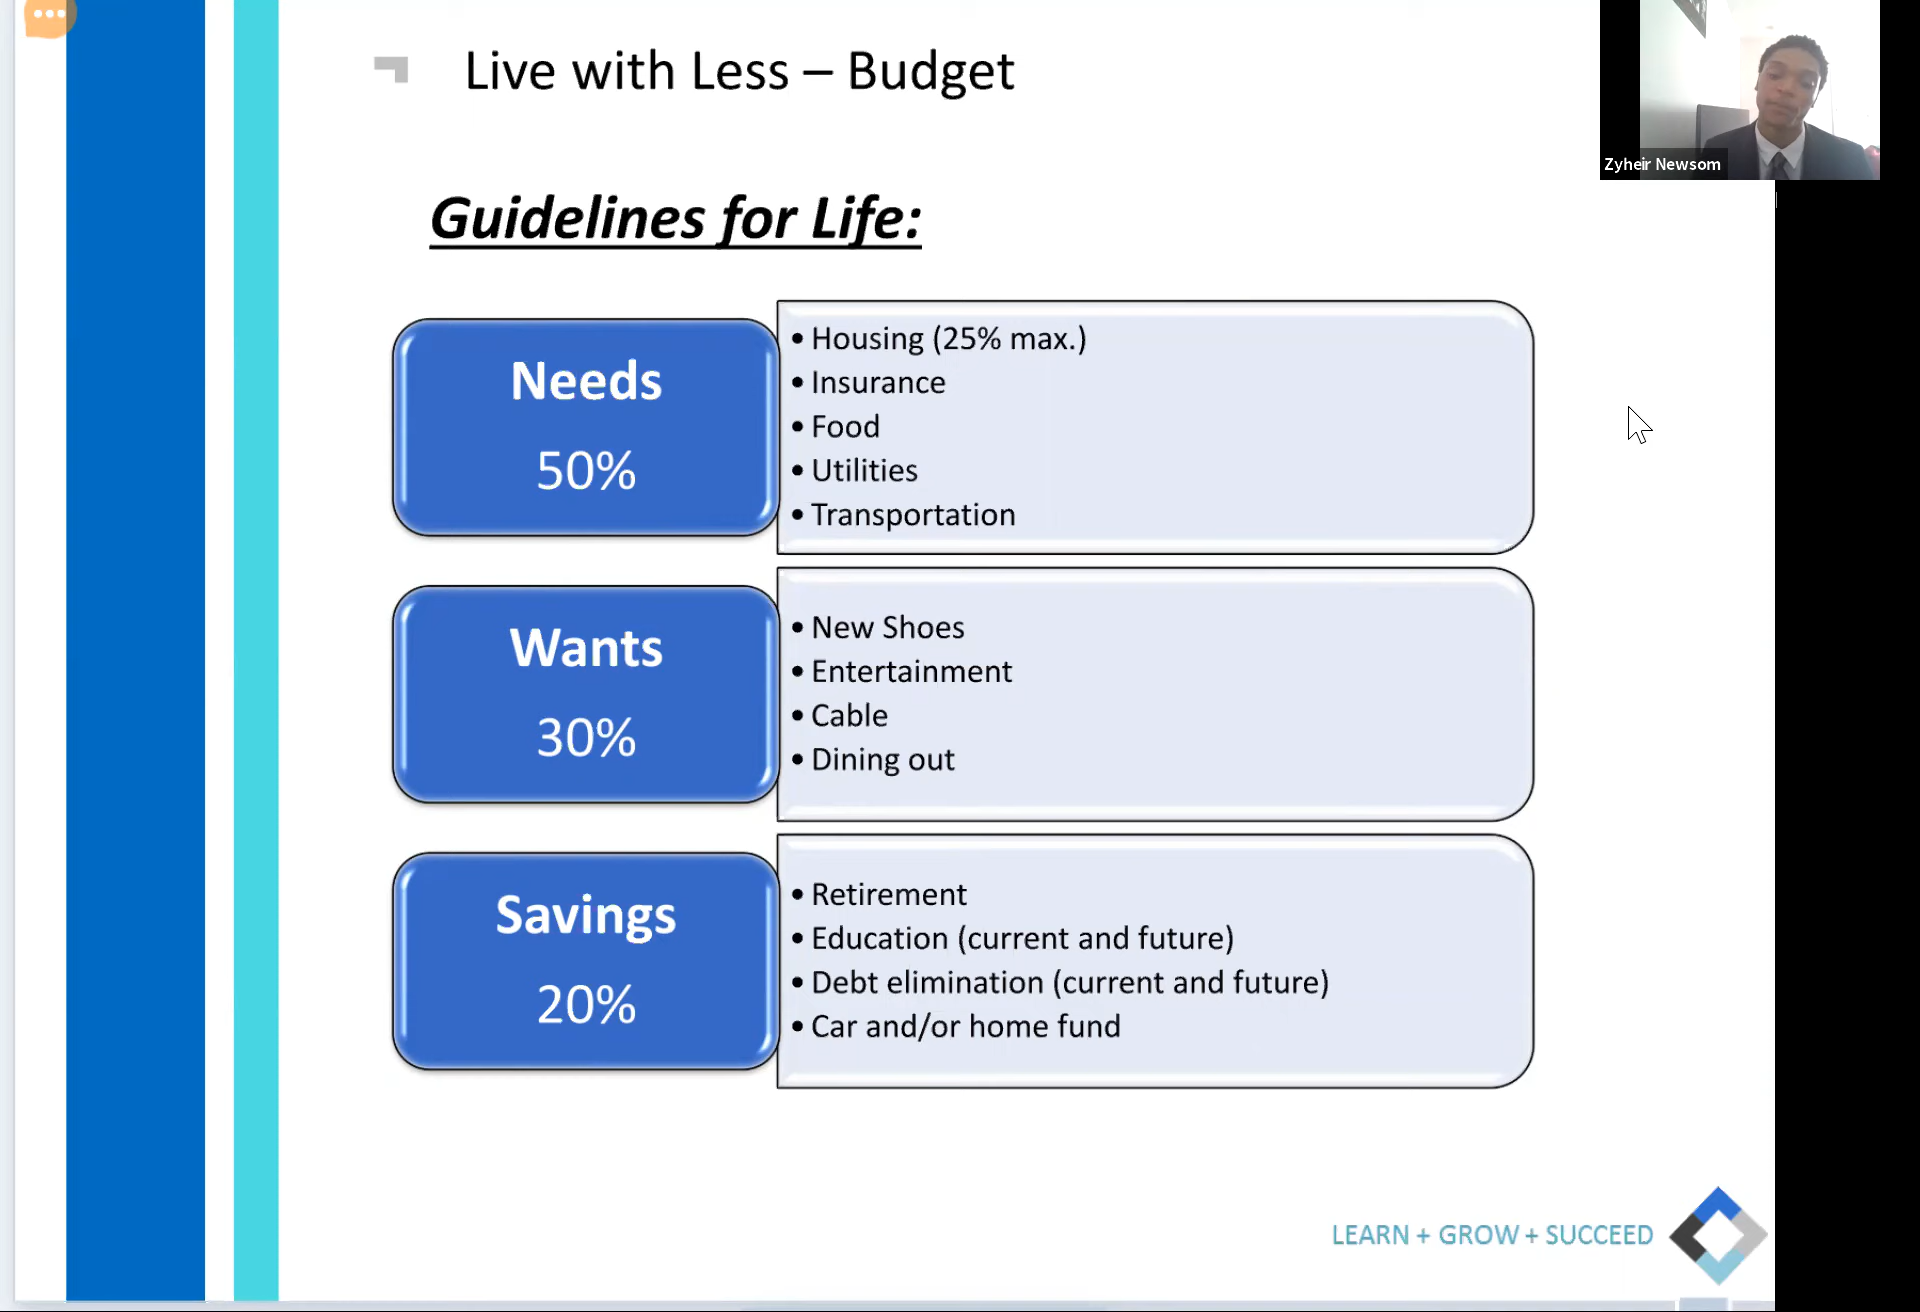 Live with Less – Budget
Zyheir Newsom
Guidelines for Life:
Needs
50%
• Housing (25% max.)
• Insurance
• Food
• Utilities
• Transportation
Wants
30%
• New Shoes
• Entertainment
• Cable
• Dining out
Savings
20%
• Retirement
• Education (current and future)
• Debt elimination (current and future)
• Car and/or home fund
LEARN + GROW + SUCCEED